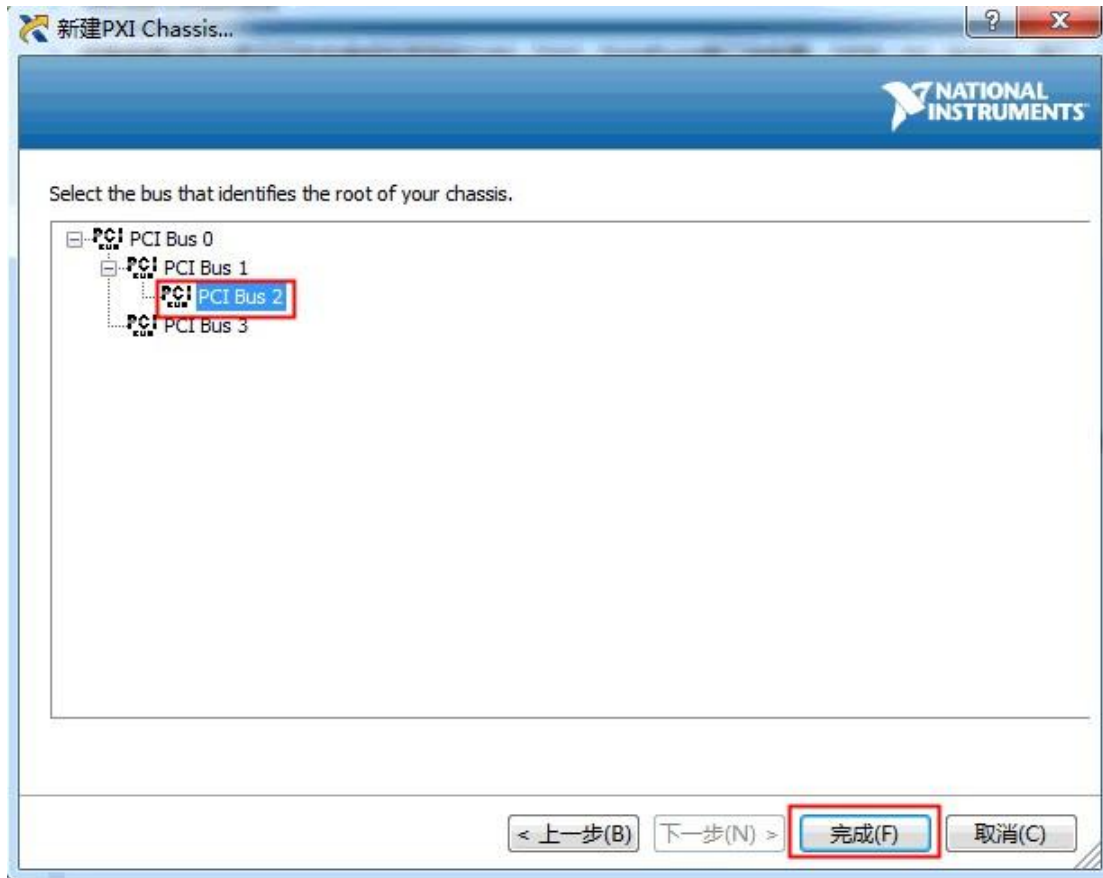 新建PXI Chassis...
NATIONAL
INSTRUMENTS
Select the bus that identifies the root of your chassis.
PCI Bus 0
PCI Bus 1
PCI Bus 2
PCI Bus 3
< 上一步(B) 下一步(N) > 完成(F) 取消(C)